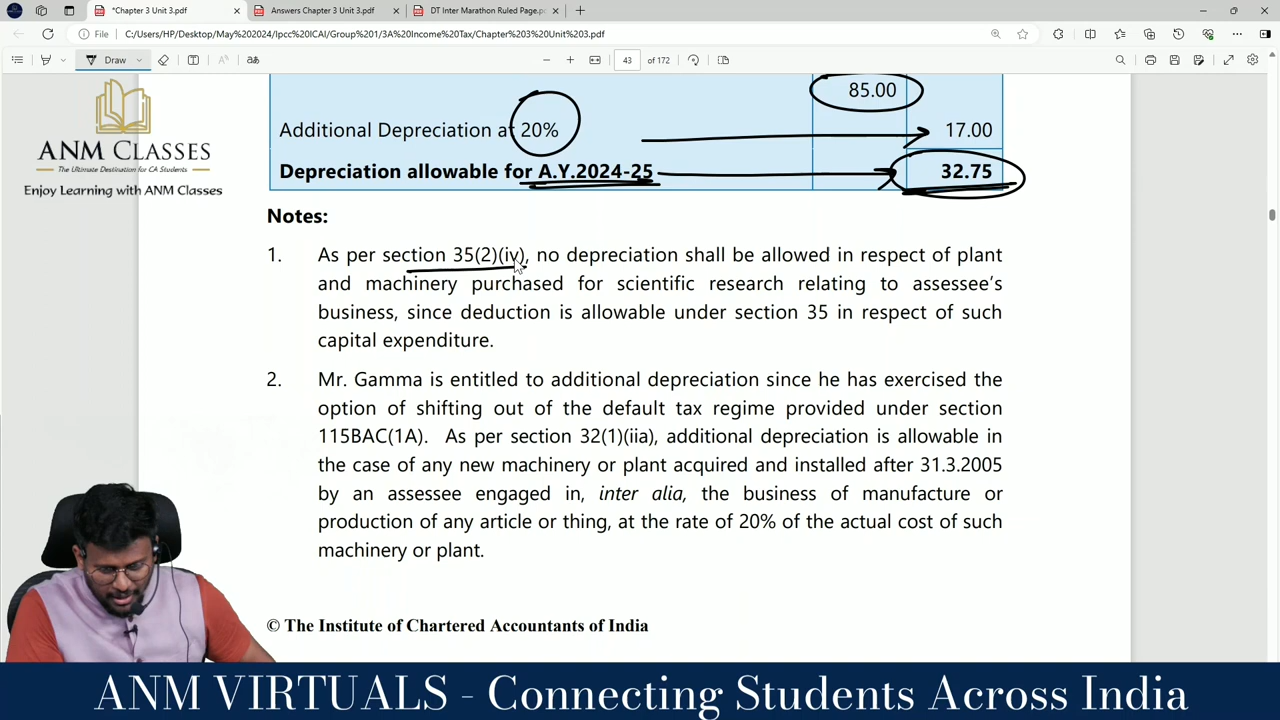 *Chapter 3 Unit 3.pdf
Answers Chapter 3 Unit 3.pdf
DT Inter Marathon Ruled Page.p
File
C:/Users/HP/Desktop/May%202024/Ipcc%20ICAI/Group%201/3A%20Income%20Tax/Chapter%203%20Unit%203.pdf
Draw
43 of 172
ANM CLASSES
The Ultimate Destination for CA Students
Enjoy Learning with ANM Classes
85.00
Additional Depreciation at 20% 17.00
Depreciation allowable for A.Y.2024-25 32.75
Notes:
1. As per section 35(2)(iv), no depreciation shall be allowed in respect of plant
and machinery purchased for scientific research relating to assessee's
business, since deduction is allowable under section 35 in respect of such
capital expenditure.
2. Mr. Gamma is entitled to additional depreciation since he has exercised the
option of shifting out of the default tax regime provided under section
115BAC(1A). As per section 32(1)(iia), additional depreciation is allowable in
the case of any new machinery or plant acquired and installed after 31.3.2005
by an assessee engaged in, inter alia, the business of manufacture or
production of any article or thing, at the rate of 20% of the actual cost of such
machinery or plant.
© The Institute of Chartered Accountants of India
ANM VIRTUALS - Connecting Students Across India